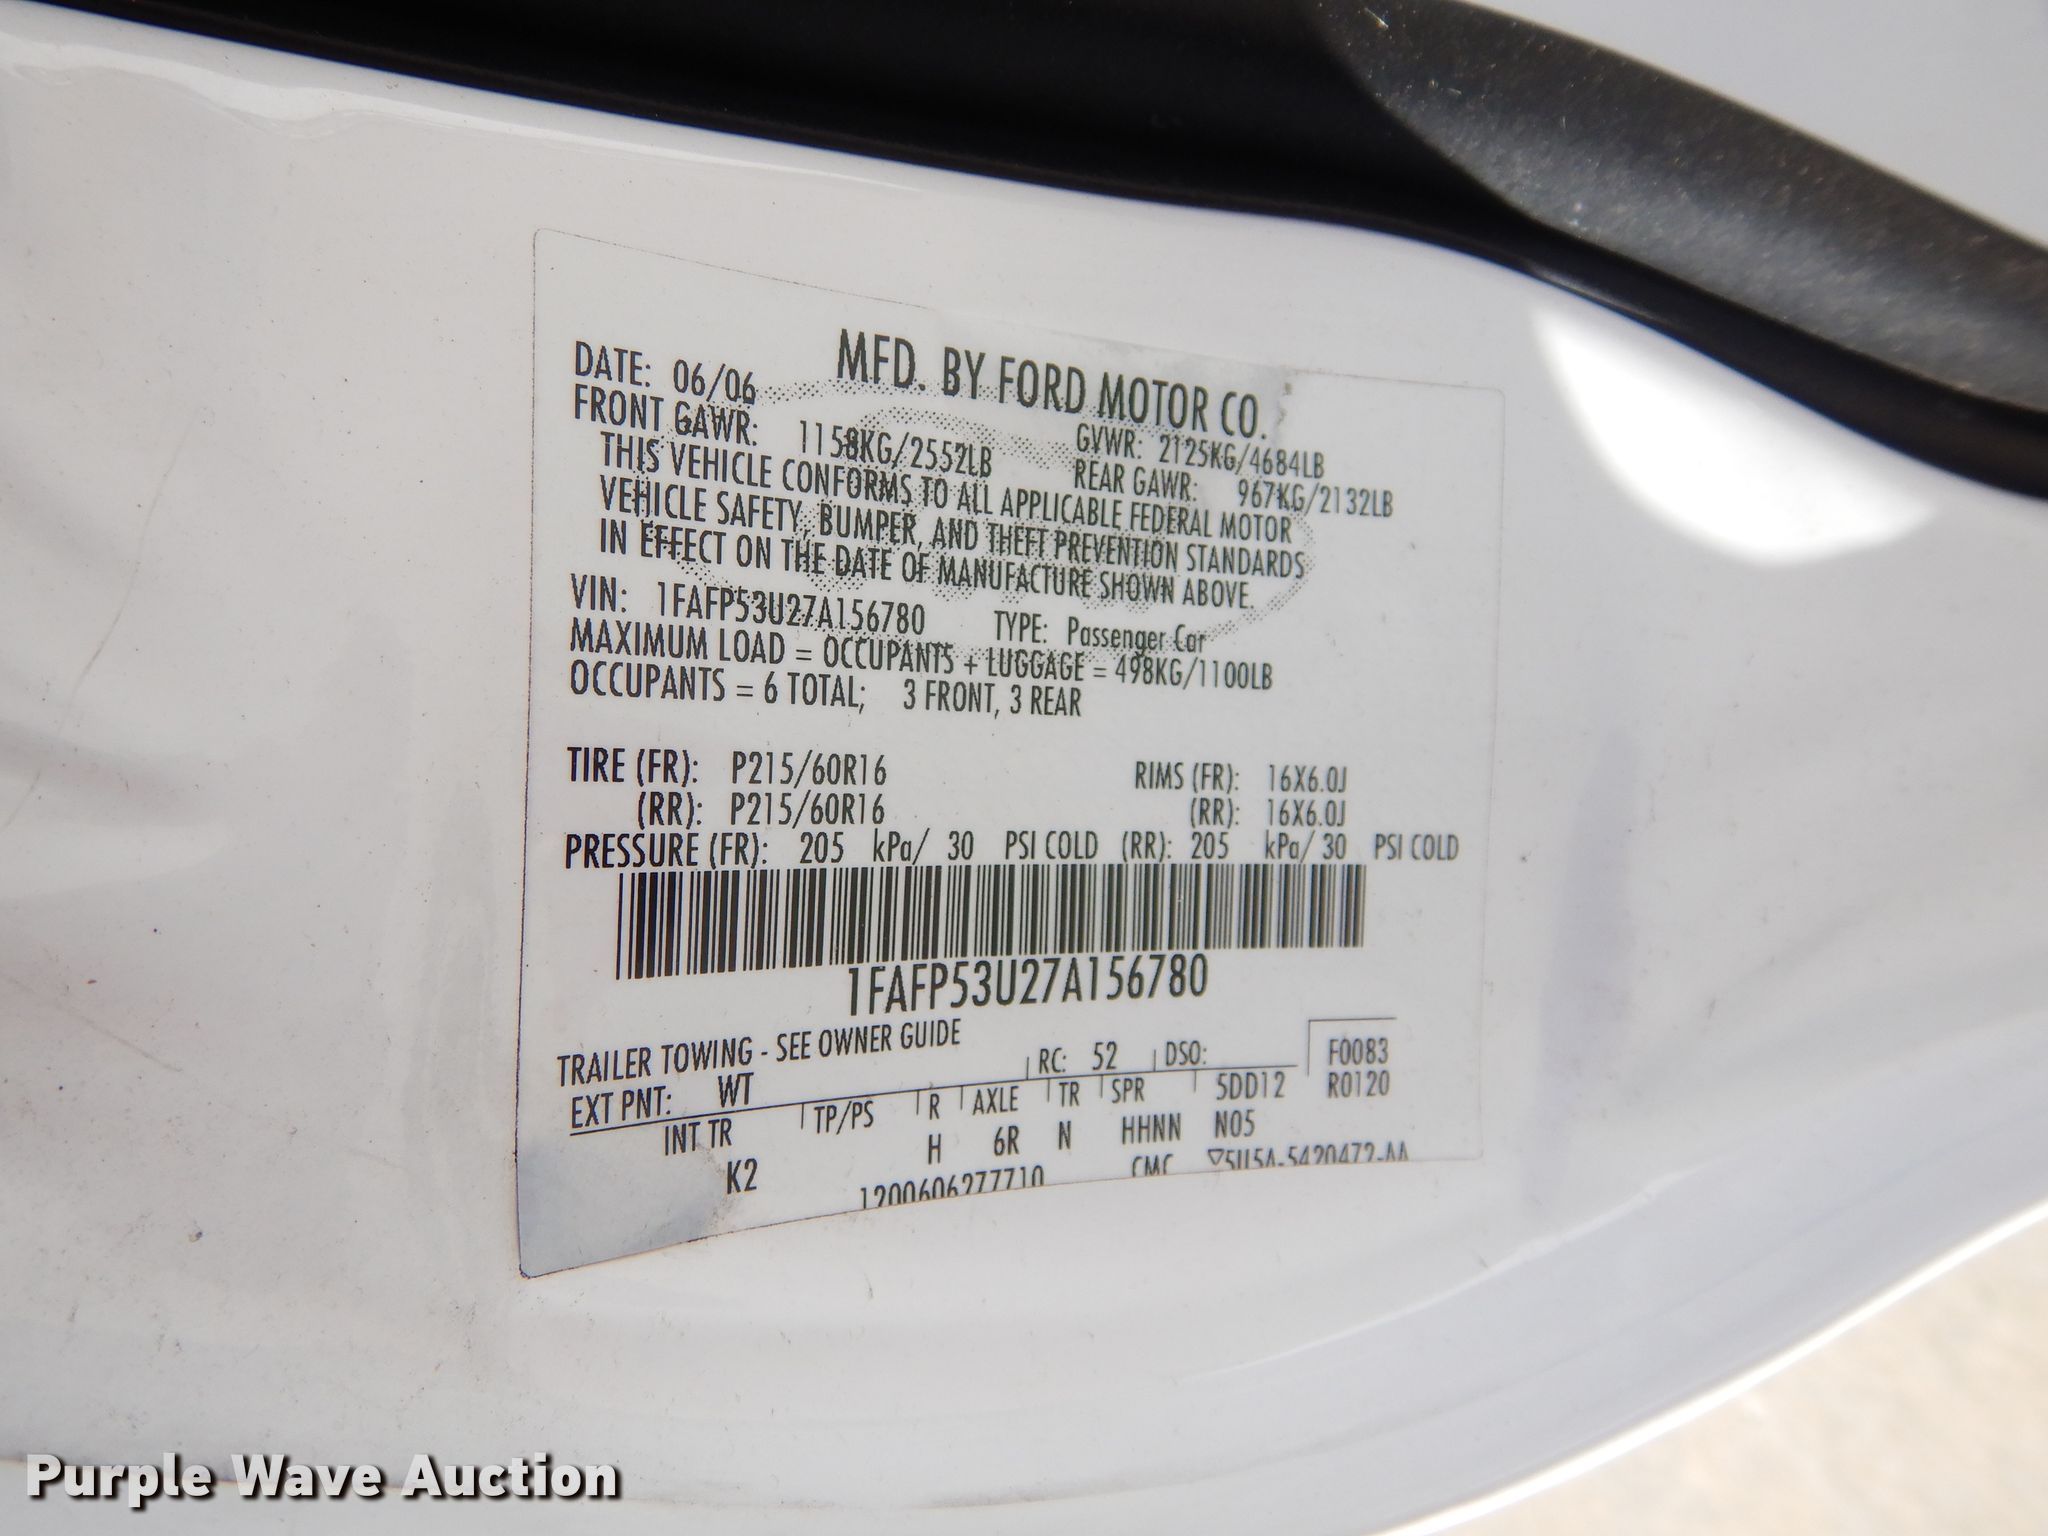 MFD. BY FORD MOTOR CO.
DATE: 06/06 GVWR: 2125KG/4684LB
FRONT GAWR: 1158KG/2552LB REAR GAWR: 967KG/2132LB
THIS VEHICLE CONFORMS TO ALL APPLICABLE FEDERAL MOTOR
VEHICLE SAFETY, BUMPER, AND THEFT PREVENTION STANDARDS
IN EFFECT ON THE DATE OF MANUFACTURE SHOWN ABOVE.
VIN: 1FAFP53U27A156780 TYPE: Passenger Car
MAXIMUM LOAD = OCCUPANTS + LUGGAGE = 498KG/1100LB
OCCUPANTS = 6 TOTAL; 3 FRONT, 3 REAR
TIRE (FR): P215/60R16 RIMS (FR): 16X6.0J
(RR): P215/60R16 (RR): 16X6.0J
PRESSURE (FR): 205 kPa/ 30 PSI COLD (RR): 205 kPa/ 30 PSI COLD
1FAFP53U27A156780
TRAILER TOWING - SEE OWNER GUIDE
EXT PNT: WT RC: 52 DSO: F0083
INT TR TP/PS R AXLE TR SPR 5DD12 R0120
K2 H 6R N HHNN N05
1200606277710 CMC ▽5U5A-5420472-AA
Purple Wave Auction